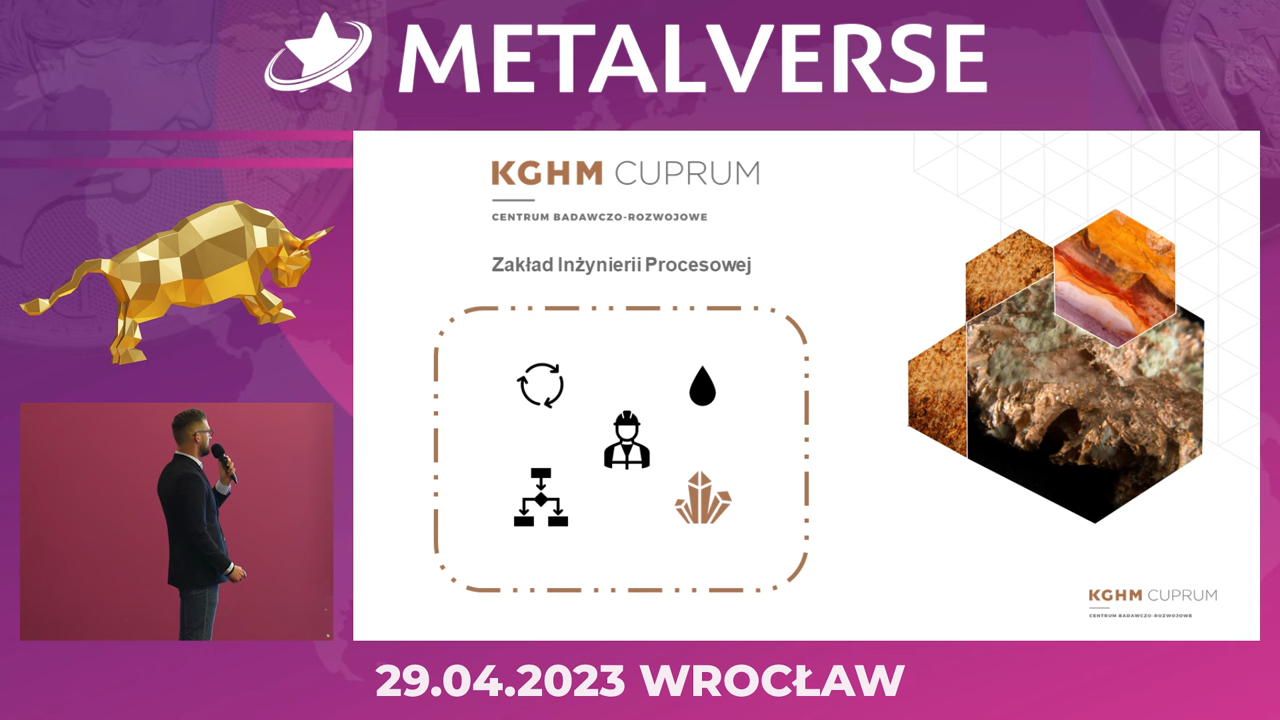 METALVERSE
KGHM CUPRUM
CENTRUM BADAWCZO-ROZWOJOWE
Zakład Inżynierii Procesowej
KGHM CUPRUM
CENTRUM BADAWCZO-ROZWOJOWE
29.04.2023 WROCŁAW